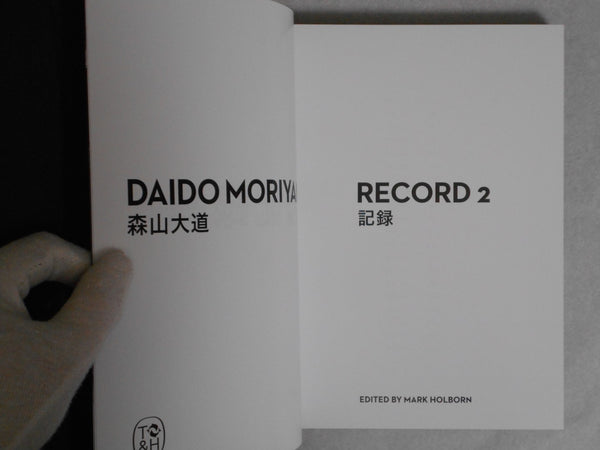 DAIDO MORIYA
森山大道
RECORD 2
記録
EDITED BY MARK HOLBORN
T
&H